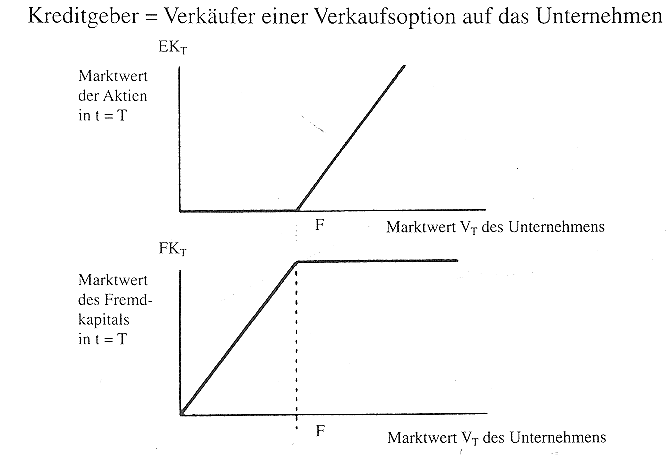 Kreditgeber = Verkäufer einer Verkaufsoption auf das Unternehmen
EK_T
Marktwert
der Aktien
in t = T
F
Marktwert V_T des Unternehmens
FK_T
Marktwert
des Fremd-
kapitals
in t = T
F
Marktwert V_T des Unternehmens